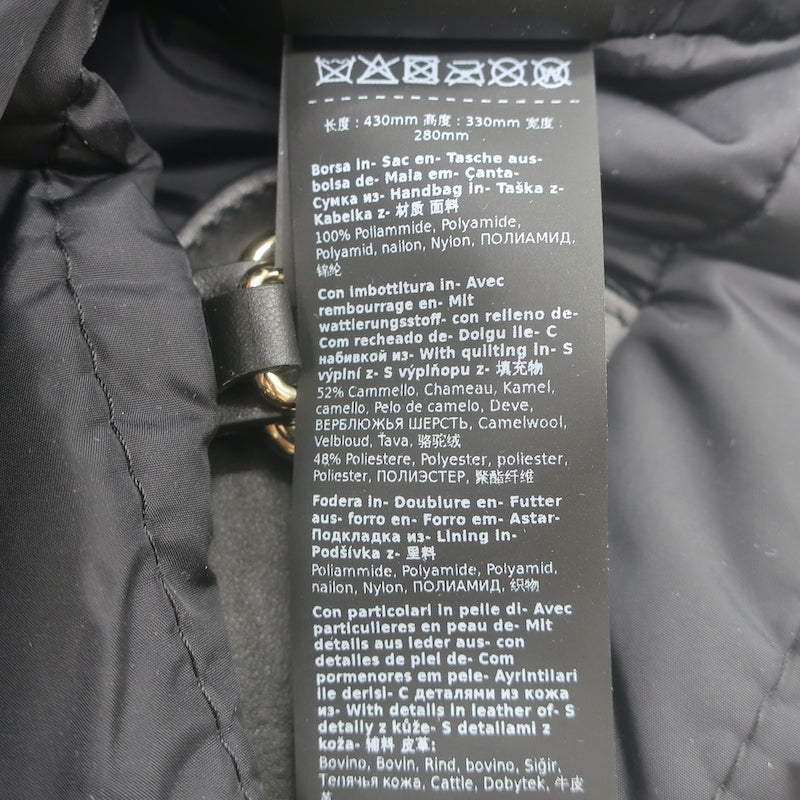 长度：430mm 高度：330mm 宽度：
280mm
Borsa in- Sac en- Tasche aus-
bolsa de- Mala em- Çanta-
Сумка из- Handbag in- Taška z-
Kabelka z- 材质 面料
100% Poliammide, Polyamide,
Polyamid, nailon, Nylon, ПОЛИАМИД,
锦纶
Con imbottitura in- Avec
rembourrage en- Mit
wattierungsstoff- con relleno de-
Com recheado de- Dolgu ile- С
набивкой из- With quilting in- S
výplní z- S výplňopu z- 填充物
52% Cammello, Chameau, Kamel,
camello, Pelo de camelo, Deve,
ВЕРБЛЮЖЬЯ ШЕРСТЬ, Camelwool,
Velbloud, Ťava, 骆驼绒
48% Poliestere, Polyester, poliester,
Poliester, ПОЛИЭСТЕР, 聚酯纤维
Fodera in- Doublure en- Futter
aus- forro en- Forro em- Astar-
Подкладка из- Lining in-
Podšívka z- 里料
Poliammide, Polyamide, Polyamid,
nailon, Nylon, ПОЛИАМИД, 织物
Con particolari in pelle di- Avec
particulieres en peau de- Mit
details aus leder aus- con
detalles de piel de- Com
pormenores em pele- Ayrintilari
ile derisi- С деталями из кожа
из- With details in leather of- S
detaily z kůže- S detailami z
koža- 辅料 皮革:
Bovino, Bovin, Rind, bovino, Siğir,
Телячья кожа, Cattle, Dobytek, 牛皮
革